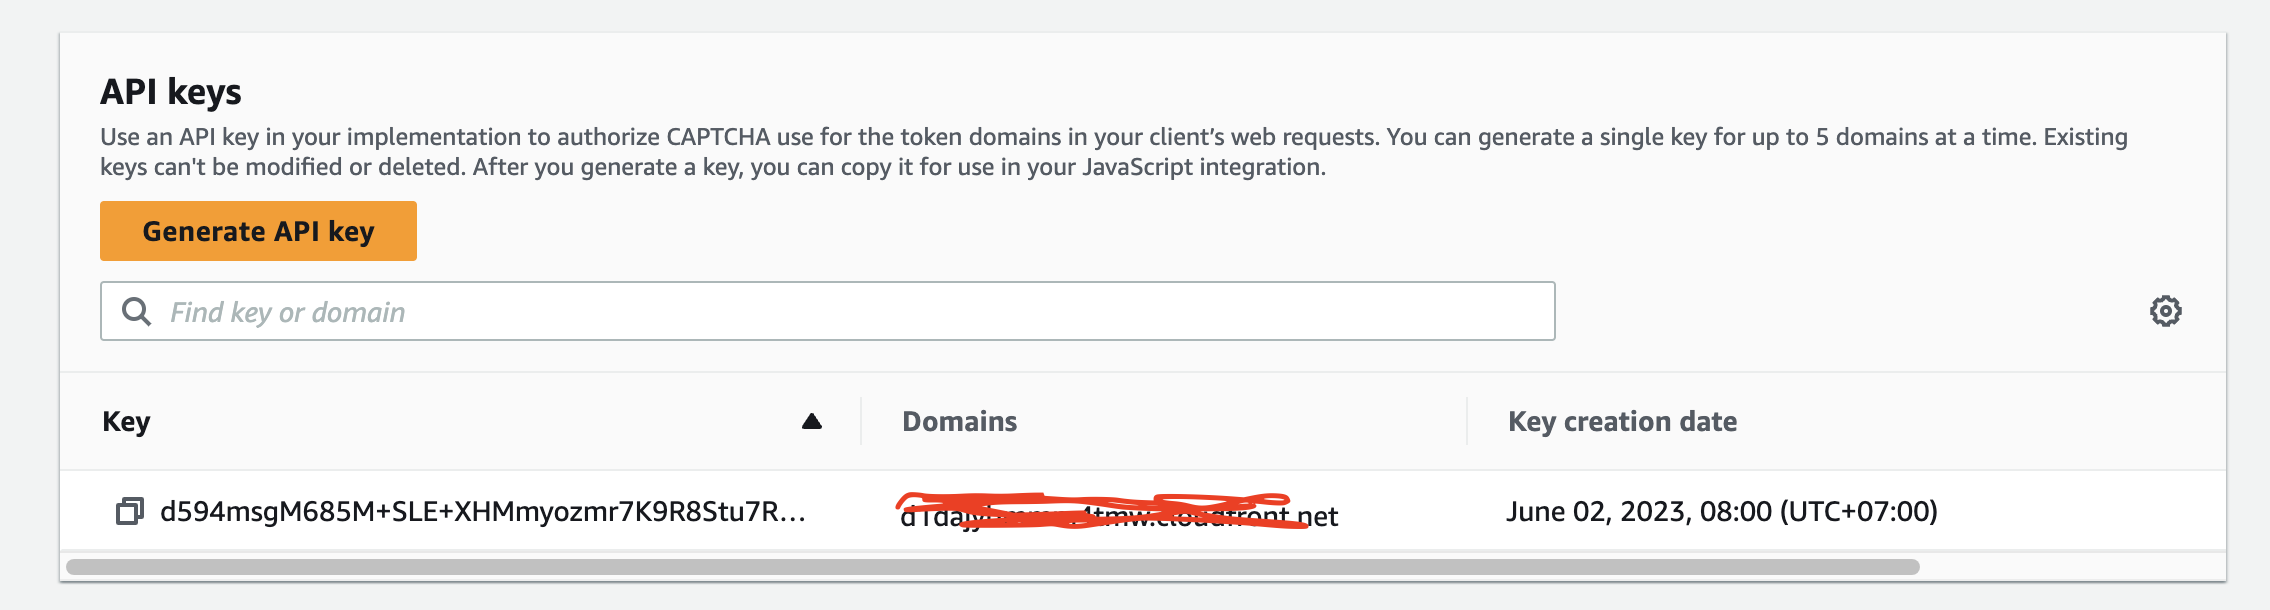 API keys
Use an API key in your implementation to authorize CAPTCHA use for the token domains in your client’s web requests. You can generate a single key for up to 5 domains at a time. Existing
keys can't be modified or deleted. After you generate a key, you can copy it for use in your JavaScript integration.
Generate API key
Find key or domain
Key Domains Key creation date
d594msgM685M+SLE+XHMmyozmr7K9R8Stu7R... June 02, 2023, 08:00 (UTC+07:00)